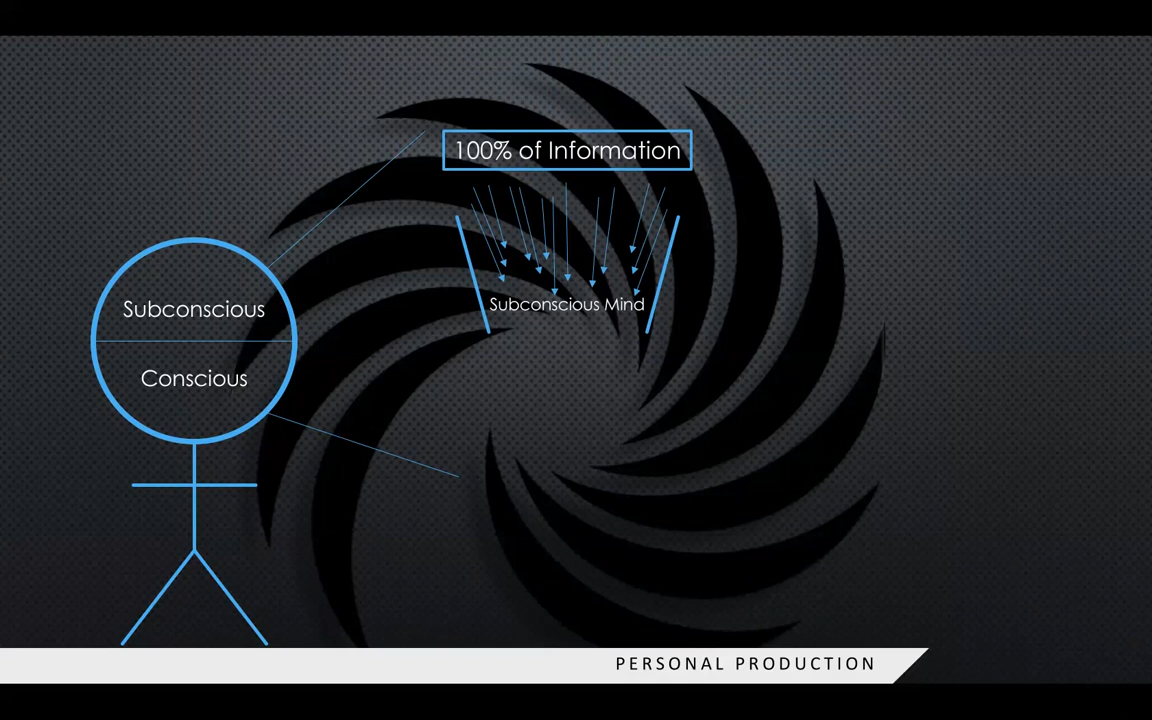 100% of Information
Subconscious Mind
Subconscious
Conscious
PERSONAL PRODUCTION